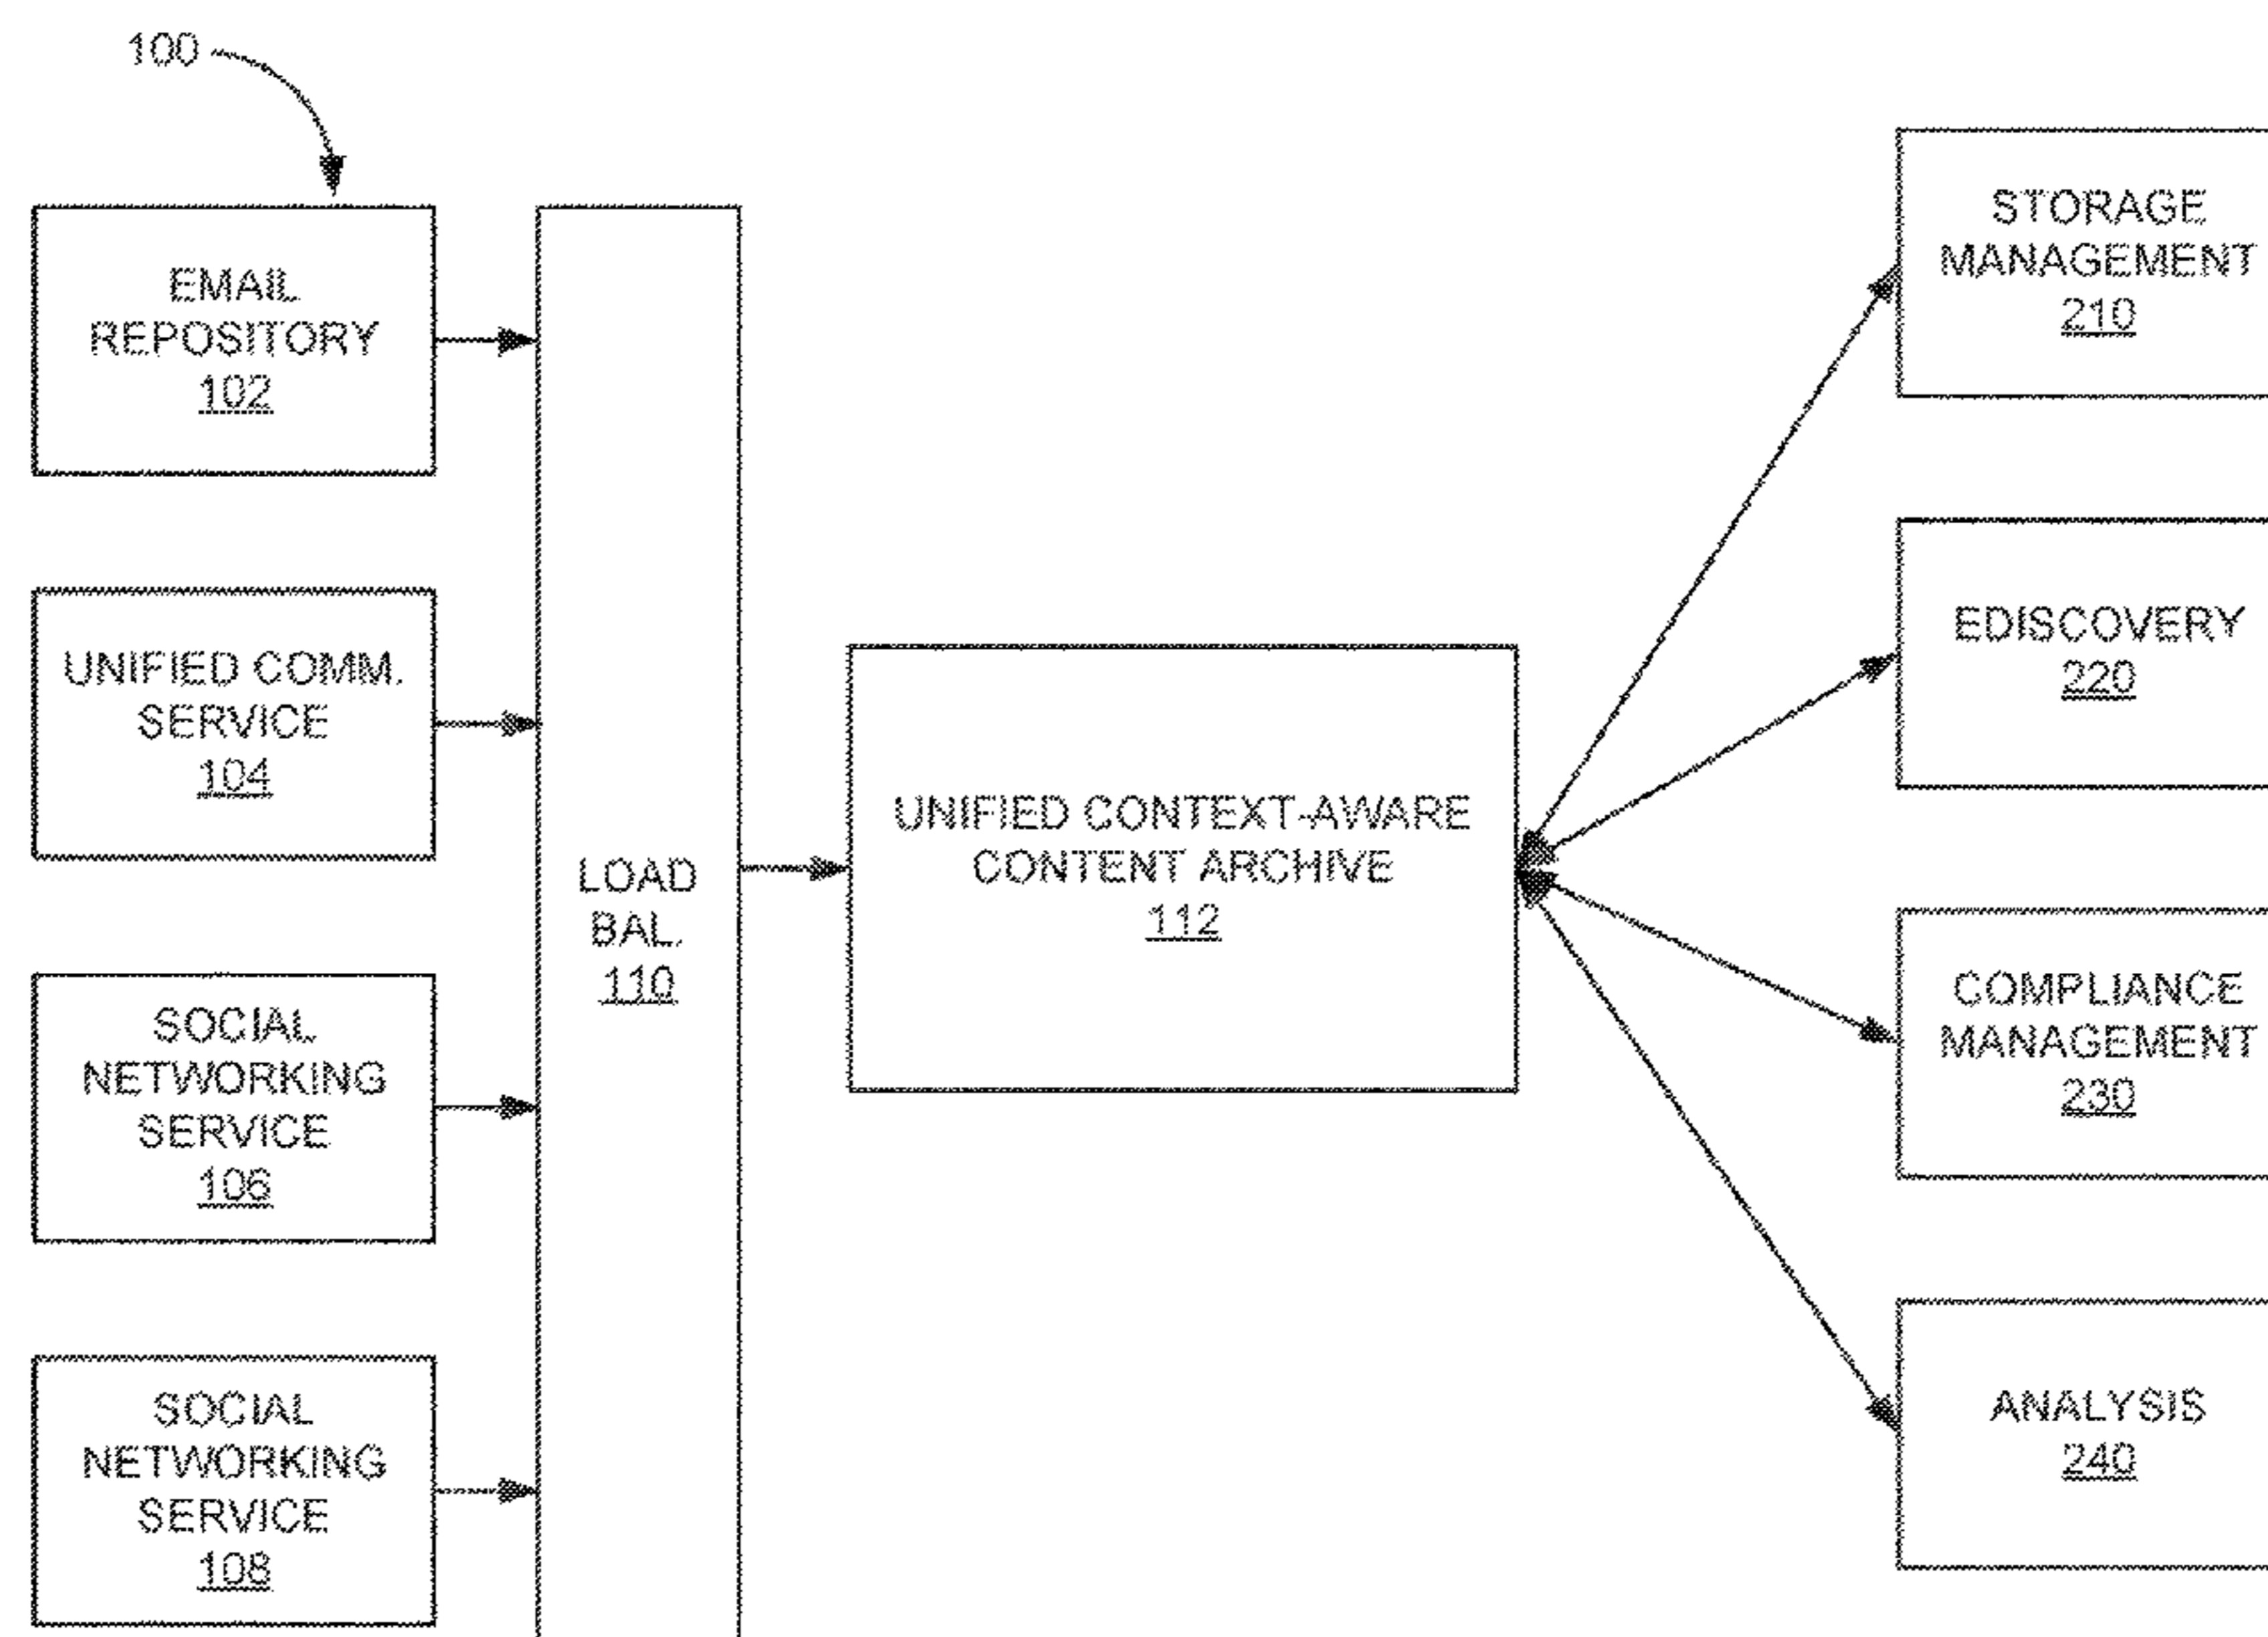 100
EMAIL
REPOSITORY
102
UNIFIED COMM.
SERVICE
104
SOCIAL
NETWORKING
SERVICE
106
SOCIAL
NETWORKING
SERVICE
108
LOAD
BAL.
110
UNIFIED CONTEXT-AWARE
CONTENT ARCHIVE
112
STORAGE
MANAGEMENT
210
EDISCOVERY
220
COMPLIANCE
MANAGEMENT
230
ANALYSIS
240